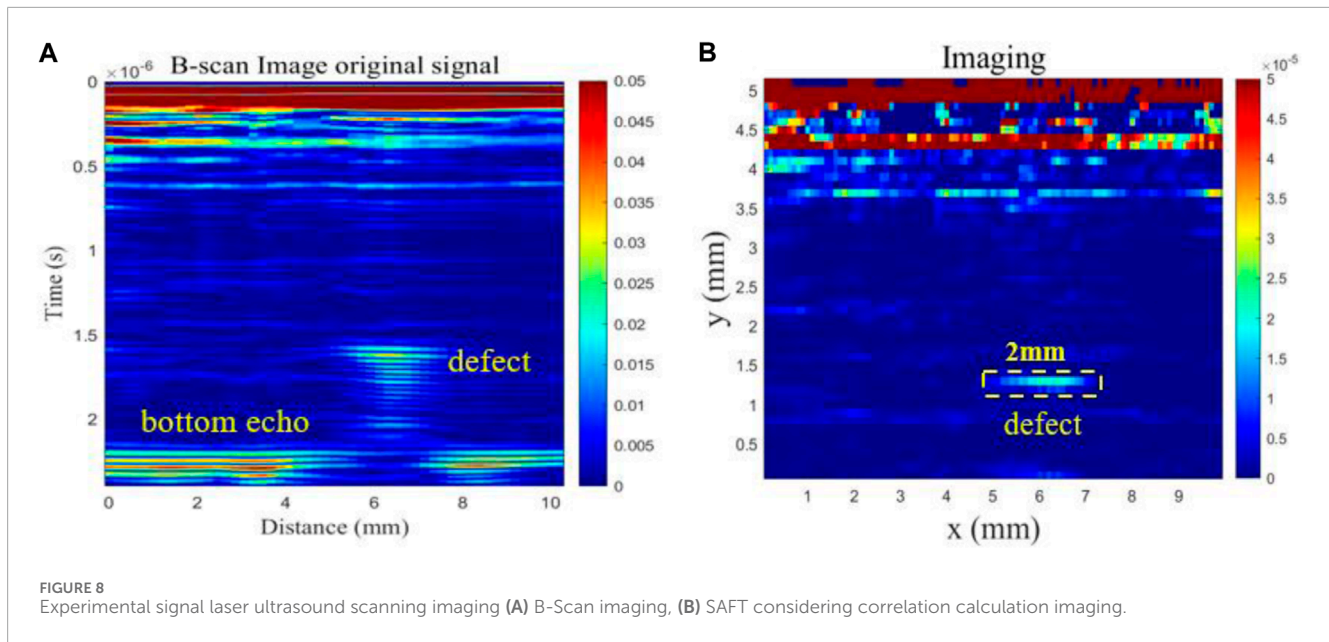 A
B-scan Image original signal
×10⁻⁶
0
0.5
1
1.5
2
Time (s)
0 2 4 6 8 10
Distance (mm)
defect
bottom echo
0.05
0.045
0.04
0.035
0.03
0.025
0.02
0.015
0.01
0.005
0
B
Imaging
5
4.5
4
3.5
3
2.5
2
1.5
1
0.5
y (mm)
1 2 3 4 5 6 7 8 9
x (mm)
2mm
defect
×10⁻⁵
5
4.5
4
3.5
3
2.5
2
1.5
1
0.5
0
FIGURE 8
Experimental signal laser ultrasound scanning imaging (A) B-Scan imaging, (B) SAFT considering correlation calculation imaging.